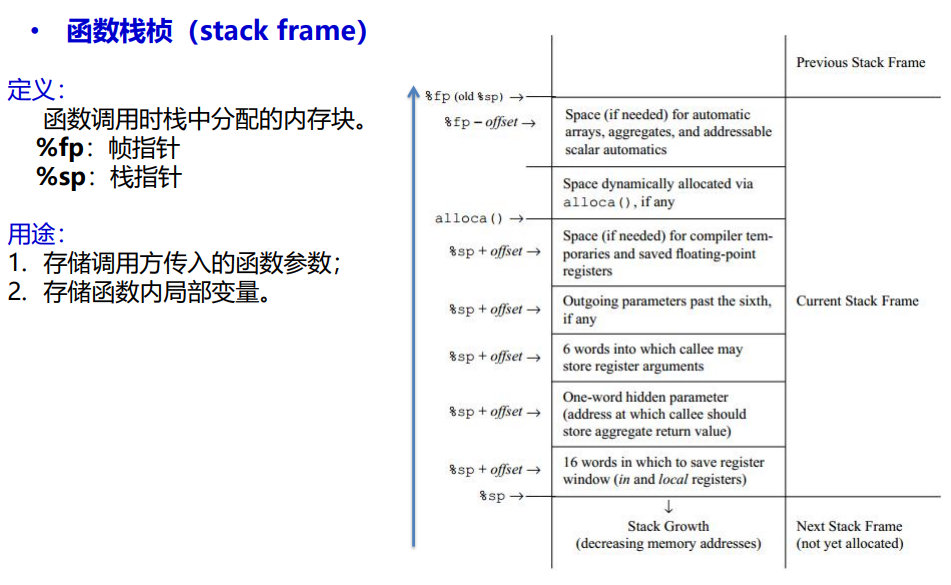 • 函数栈桢（stack frame）
定义：
函数调用时栈中分配的内存块。
%fp：帧指针
%sp：栈指针
用途：
1. 存储调用方传入的函数参数；
2. 存储函数内局部变量。
Previous Stack Frame
%fp (old %sp) →
%fp – offset →
Space (if needed) for automatic
arrays, aggregates, and addressable
scalar automatics
Space dynamically allocated via
alloca(), if any
alloca() →
%sp + offset →
Space (if needed) for compiler tem-
poraries and saved floating-point
registers
Current Stack Frame
%sp + offset →
Outgoing parameters past the sixth,
if any
%sp + offset →
6 words into which callee may
store register arguments
%sp + offset →
One-word hidden parameter
(address at which callee should
store aggregate return value)
%sp + offset →
16 words in which to save register
window (in and local registers)
%sp →
↓
Stack Growth
(decreasing memory addresses)
Next Stack Frame
(not yet allocated)